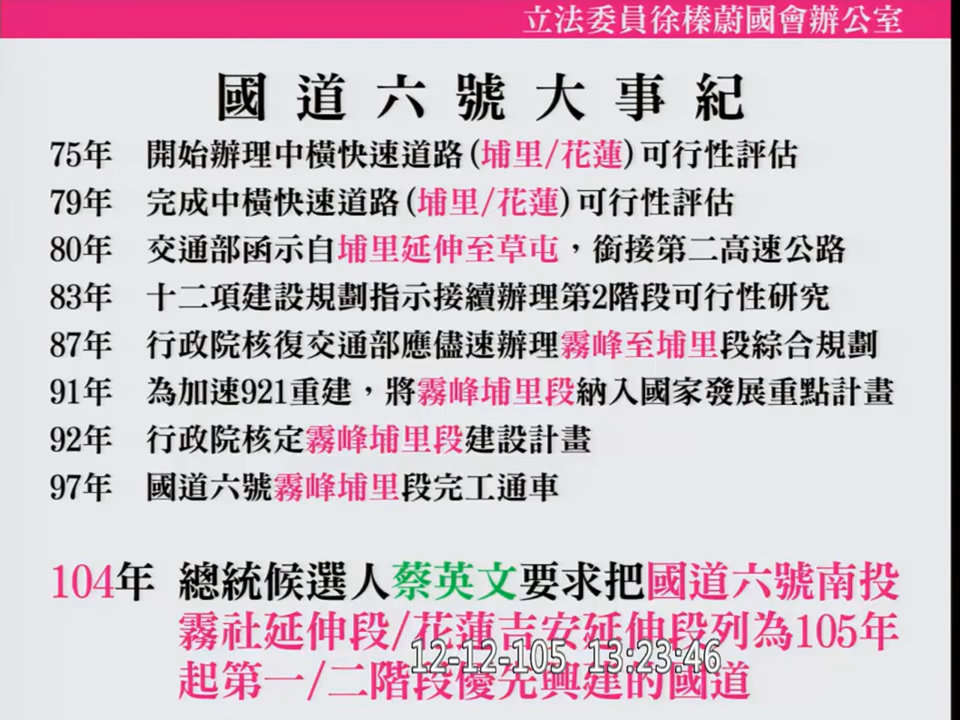 立法委員徐榛蔚國會辦公室
國道六號大事紀
75年 開始辦理中橫快速道路(埔里/花蓮)可行性評估
79年 完成中橫快速道路(埔里/花蓮)可行性評估
80年 交通部函示自埔里延伸至草屯，銜接第二高速公路
83年 十二項建設規劃指示接續辦理第2階段可行性研究
87年 行政院核復交通部應儘速辦理霧峰至埔里段綜合規劃
91年 為加速921重建，將霧峰埔里段納入國家發展重點計畫
92年 行政院核定霧峰埔里段建設計畫
97年 國道六號霧峰埔里段完工通車
104年 總統候選人蔡英文要求把國道六號南投
霧社延伸段/花蓮吉安延伸段列為105年
12-12-105 13:23:46
起第一/二階段優先興建的國道